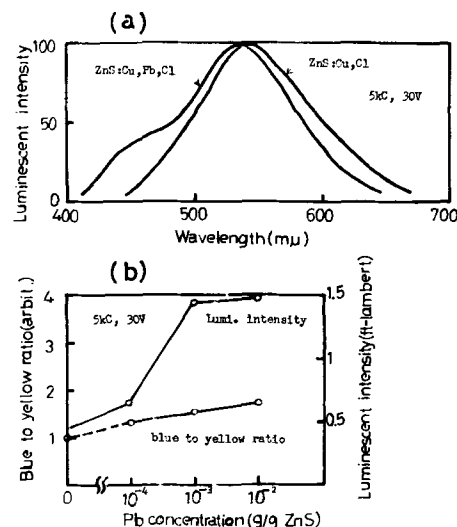 (a)
100
50
Luminescent intensity
ZnS:Cu,Pb,Cl
ZnS:Cu,Cl
5kC, 30V
400 500 600 700
Wavelength(mμ)
(b)
4
3
2
1
Blue to yellow ratio(arbit.)
5kC, 30V
Lumi. intensity
blue to yellow ratio
1.5
1
0.5
Luminescent intensity(ft-lambert)
0 10⁻⁴ 10⁻³ 10⁻²
Pb concentration(g/g ZnS)